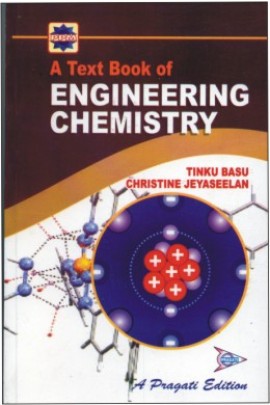 A Text Book of
ENGINEERING
CHEMISTRY
TINKU BASU
CHRISTINE JEYASEELAN
A Pragati Edition